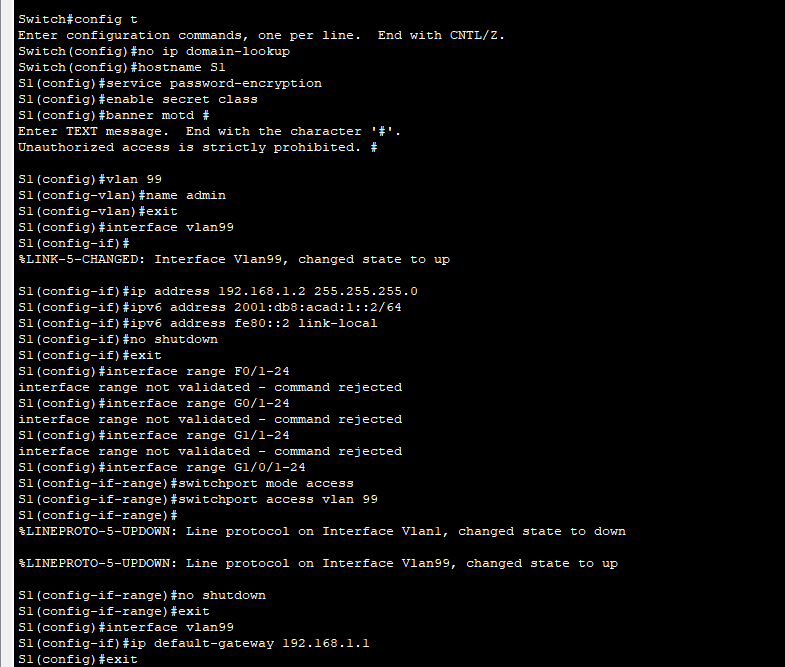 Switch#config t
Enter configuration commands, one per line.  End with CNTL/Z.
Switch(config)#no ip domain-lookup
Switch(config)#hostname S1
S1(config)#service password-encryption
S1(config)#enable secret class
S1(config)#banner motd #
Enter TEXT message.  End with the character '#'.
Unauthorized access is strictly prohibited. #
S1(config)#vlan 99
S1(config-vlan)#name admin
S1(config-vlan)#exit
S1(config)#interface vlan99
S1(config-if)#
%LINK-5-CHANGED: Interface Vlan99, changed state to up
S1(config-if)#ip address 192.168.1.2 255.255.255.0
S1(config-if)#ipv6 address 2001:db8:acad:1::2/64
S1(config-if)#ipv6 address fe80::2 link-local
S1(config-if)#no shutdown
S1(config-if)#exit
S1(config)#interface range F0/1-24
interface range not validated - command rejected
S1(config)#interface range G0/1-24
interface range not validated - command rejected
S1(config)#interface range G1/1-24
interface range not validated - command rejected
S1(config)#interface range G1/0/1-24
S1(config-if-range)#switchport mode access
S1(config-if-range)#switchport access vlan 99
S1(config-if-range)#
%LINEPROTO-5-UPDOWN: Line protocol on Interface Vlan1, changed state to down
%LINEPROTO-5-UPDOWN: Line protocol on Interface Vlan99, changed state to up
S1(config-if-range)#no shutdown
S1(config-if-range)#exit
S1(config)#interface vlan99
S1(config-if)#ip default-gateway 192.168.1.1
S1(config)#exit